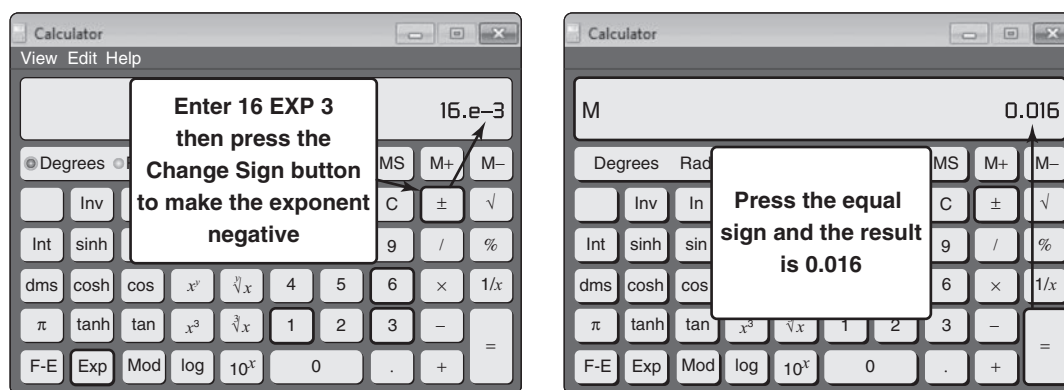 Calculator
View Edit Help
16.e–3
Enter 16 EXP 3
then press the
Change Sign button
to make the exponent
negative
Degrees MS M+ M–
Inv C ± √
Int sinh 9 / %
dms cosh cos xʸ ʸ√x 4 5 6 × 1/x
π tanh tan x³ ³√x 1 2 3 –
F-E Exp Mod log 10ˣ 0 . + =
Calculator
M 0.016
Press the equal
sign and the result
is 0.016
Degrees Rad MS M+ M–
Inv In C ± √
Int sinh sin 9 / %
dms cosh cos 6 × 1/x
π tanh tan x³ ³√x 1 2 3 –
F-E Exp Mod log 10ˣ 0 . + =